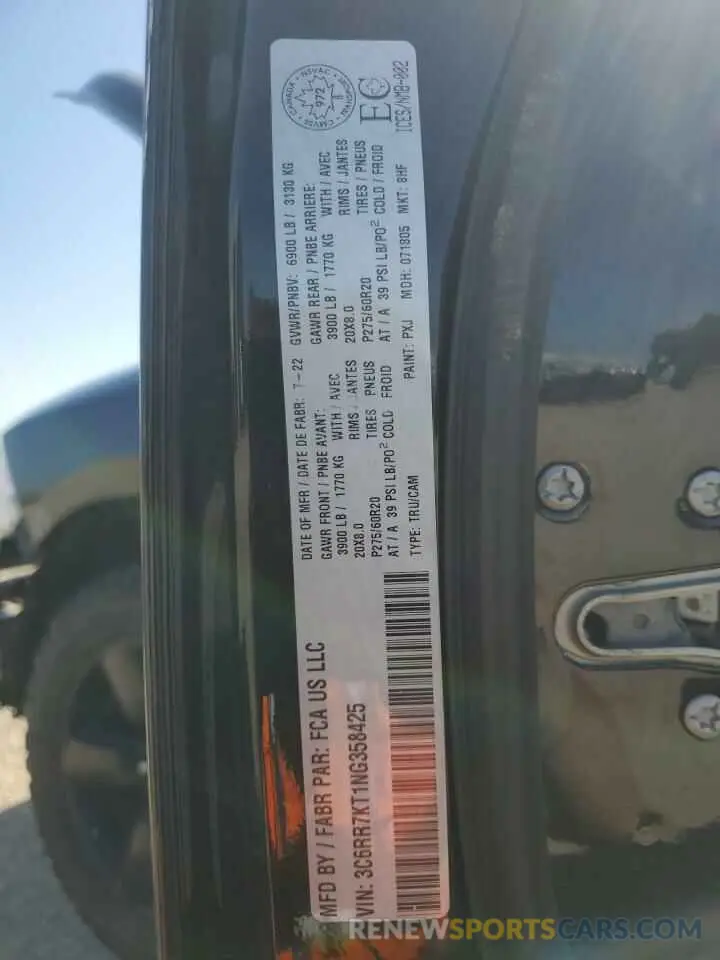 MFD BY / FABR PAR: FCA US LLC
DATE OF MFR / DATE DE FABR: 7-22
GVWR/PNBV: 6900 LB / 3130 KG
GAWR FRONT / PNBE AVANT:
3900 LB / 1770 KG WITH / AVEC
20X8.0 RIMS / JANTES
P275/60R20 TIRES PNEUS
AT / A 39 PSI LB/PO² COLD FROID
GAWR REAR / PNBE ARRIERE:
3900 LB / 1770 KG WITH / AVEC
20X8.0 RIMS / JANTES
P275/60R20 TIRES / PNEUS
AT / A 39 PSI LB/PO² COLD / FROID
VIN: 3C6RR7KT1NG358425
TYPE: TRU/CAM
PAINT: PXJ
MDH: 071805
MKT: 8HF
CANADA NSVAC
972
EC
ICES/NMB-002
RENEWSPORTSCARS.COM